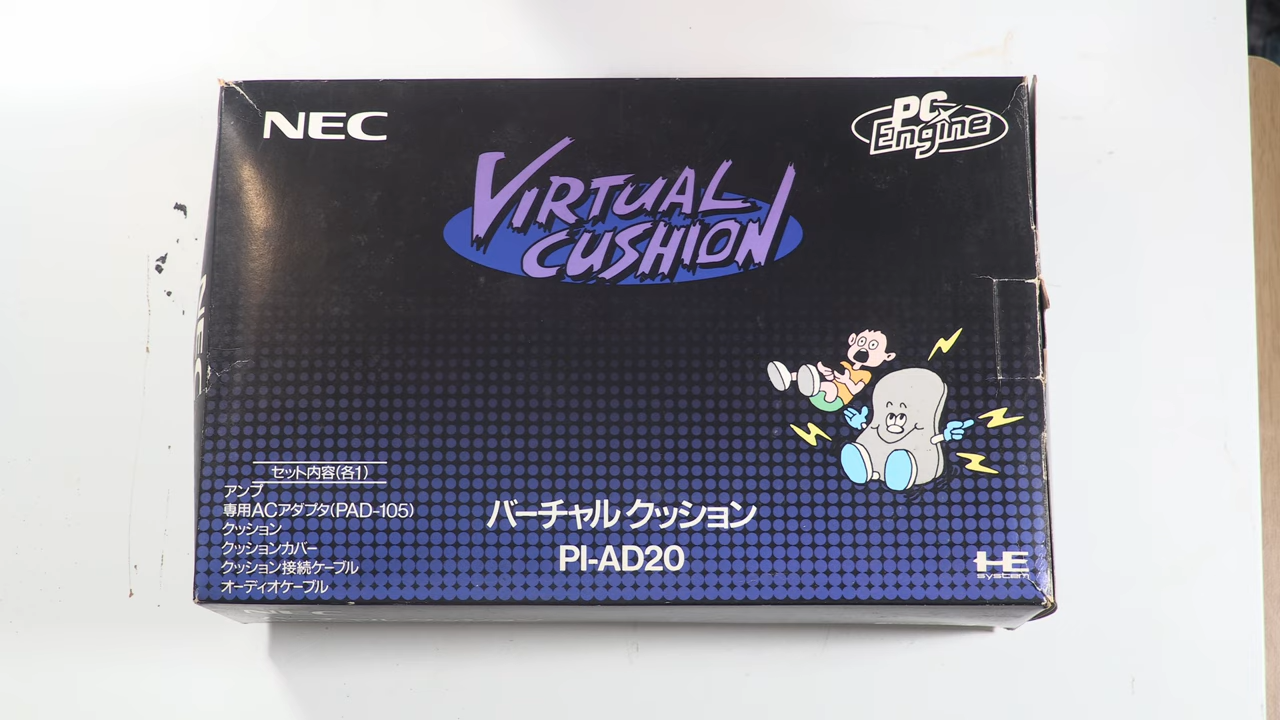 NEC
PC Engine
VIRTUAL
CUSHION
NEC
セット内容(各1)
アンプ
専用ACアダプタ(PAD-105)
クッション
クッションカバー
クッション接続ケーブル
オーディオケーブル
バーチャル クッション
PI-AD20
HE
SYSTEM
NEC